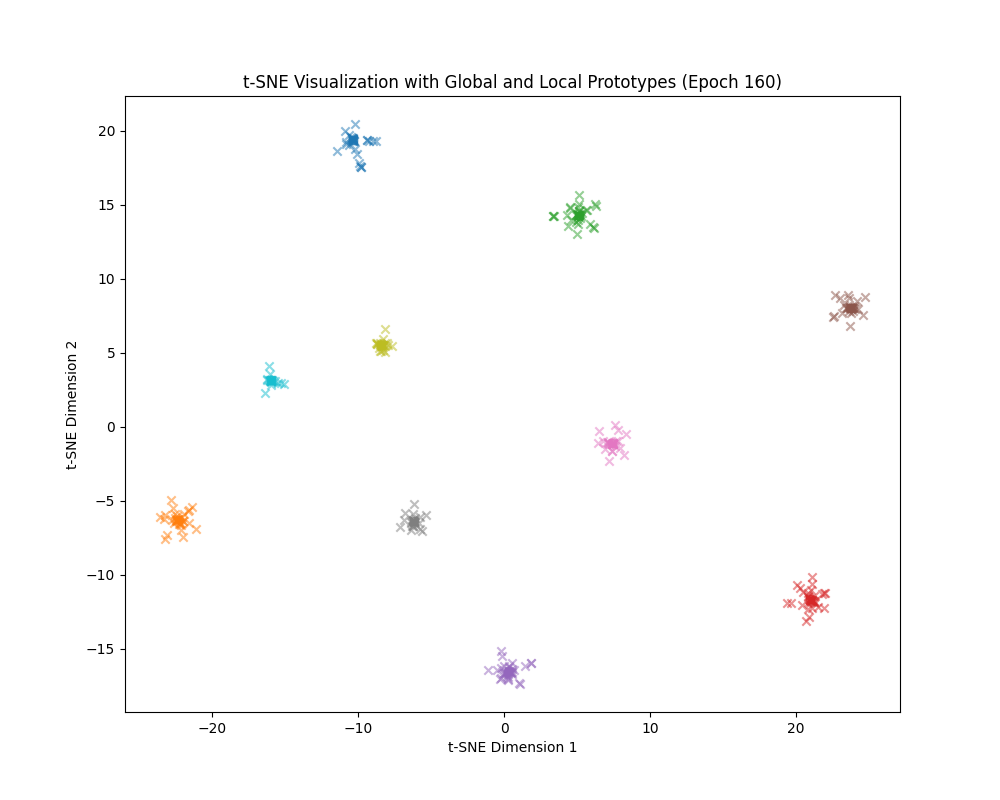 t-SNE Visualization with Global and Local Prototypes (Epoch 160)
20
15
10
5
0
−5
−10
−15
t-SNE Dimension 2
−20 −10 0 10 20
t-SNE Dimension 1